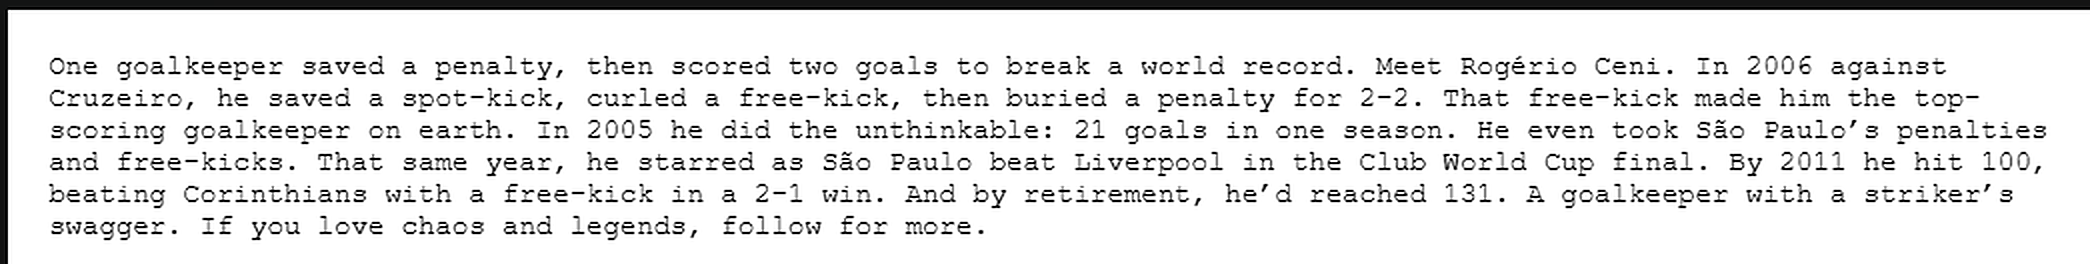 One goalkeeper saved a penalty, then scored two goals to break a world record. Meet Rogério Ceni. In 2006 against
Cruzeiro, he saved a spot-kick, curled a free-kick, then buried a penalty for 2-2. That free-kick made him the top-
scoring goalkeeper on earth. In 2005 he did the unthinkable: 21 goals in one season. He even took São Paulo’s penalties
and free-kicks. That same year, he starred as São Paulo beat Liverpool in the Club World Cup final. By 2011 he hit 100,
beating Corinthians with a free-kick in a 2-1 win. And by retirement, he’d reached 131. A goalkeeper with a striker’s
swagger. If you love chaos and legends, follow for more.